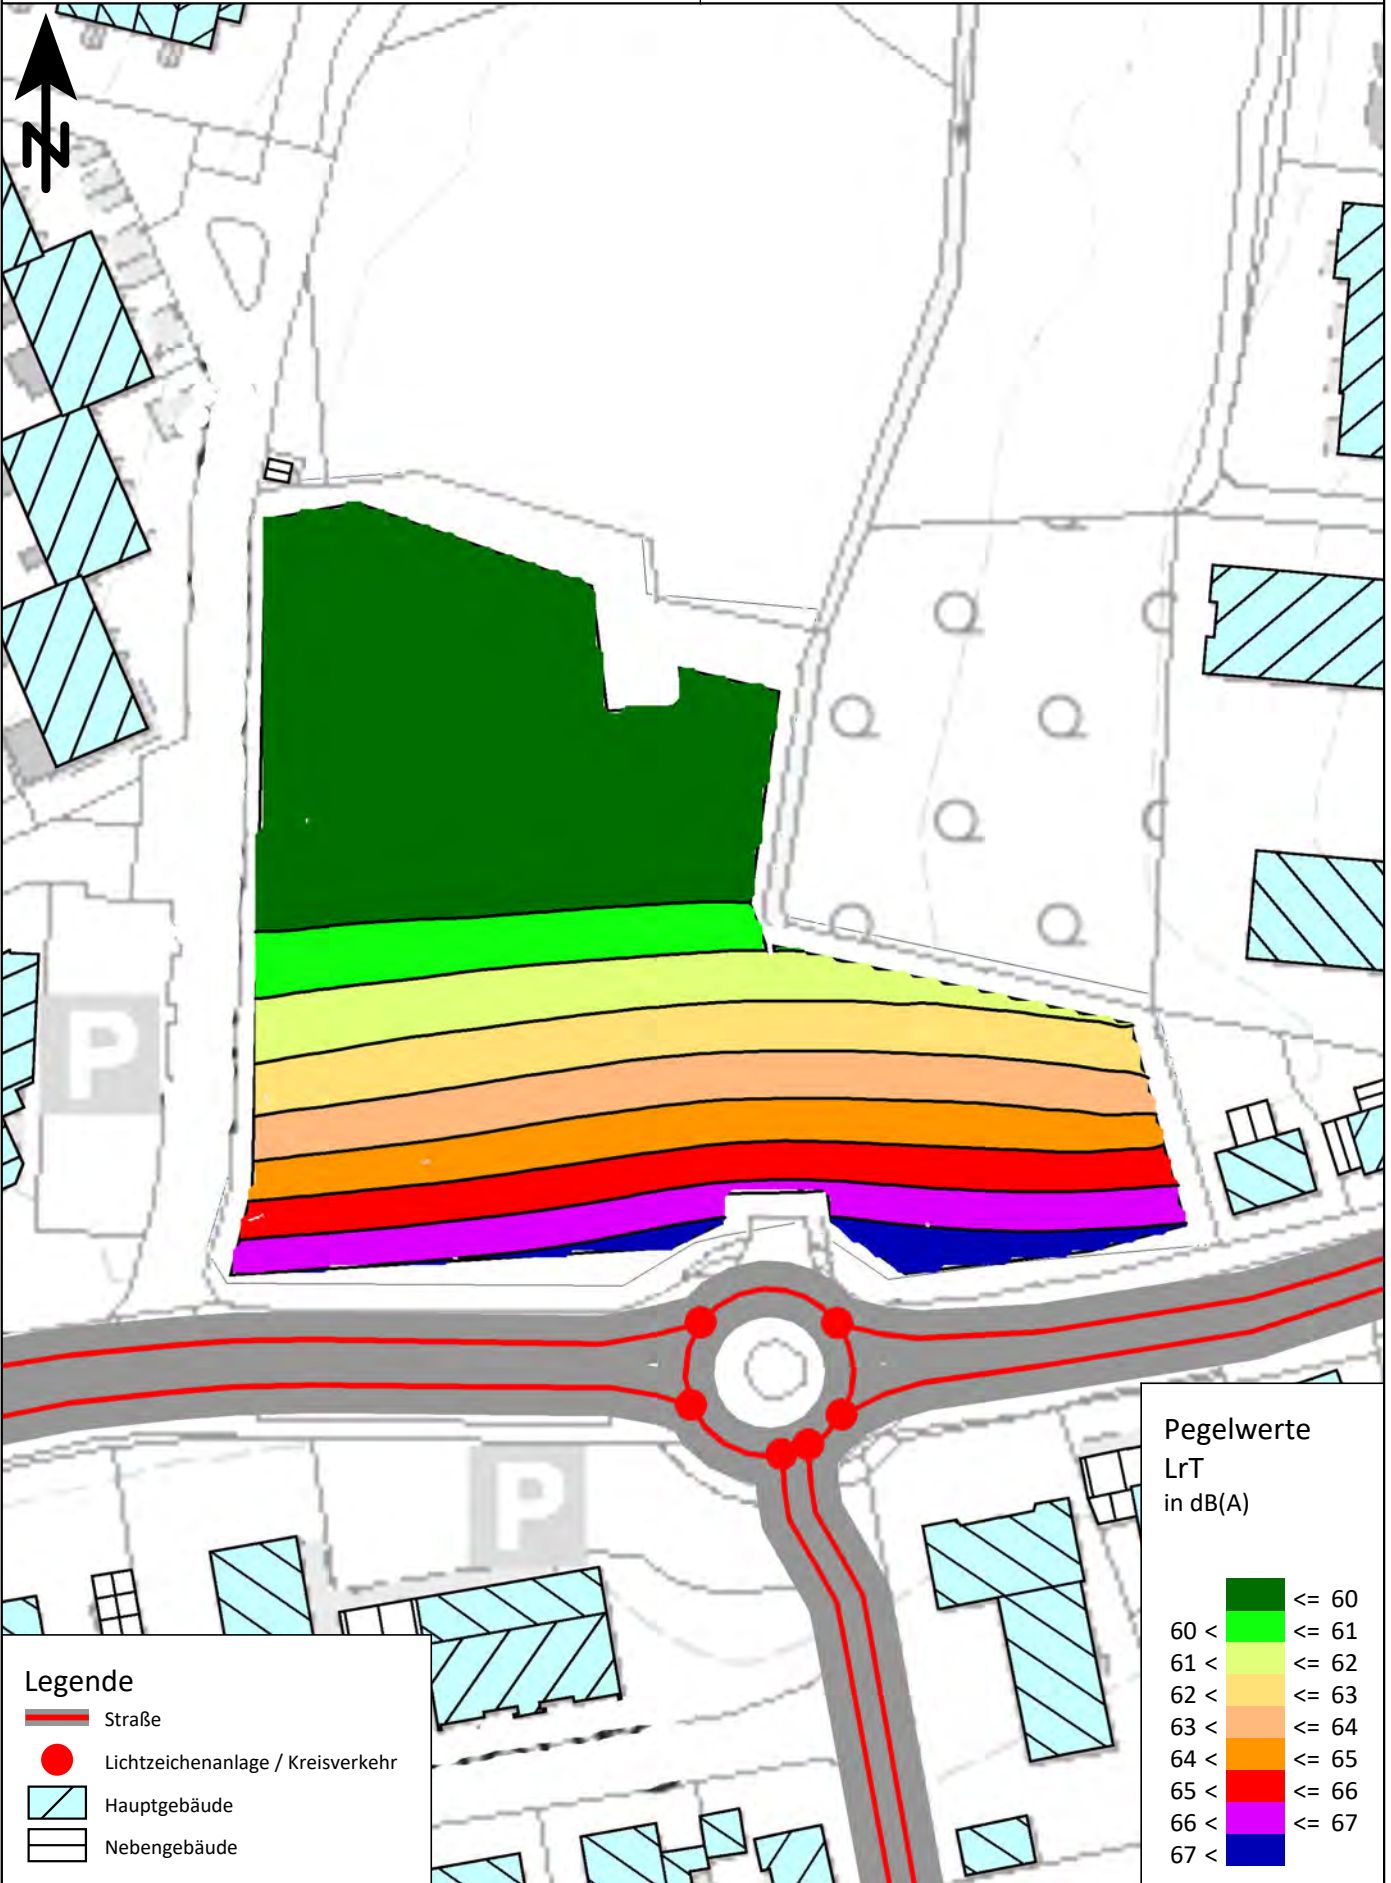 N
P
P
Pegelwerte
LrT
in dB(A)
<= 60
60 < <= 61
61 < <= 62
62 < <= 63
63 < <= 64
64 < <= 65
65 < <= 66
66 < <= 67
67 <
Legende
Straße
Lichtzeichenanlage / Kreisverkehr
Hauptgebäude
Nebengebäude